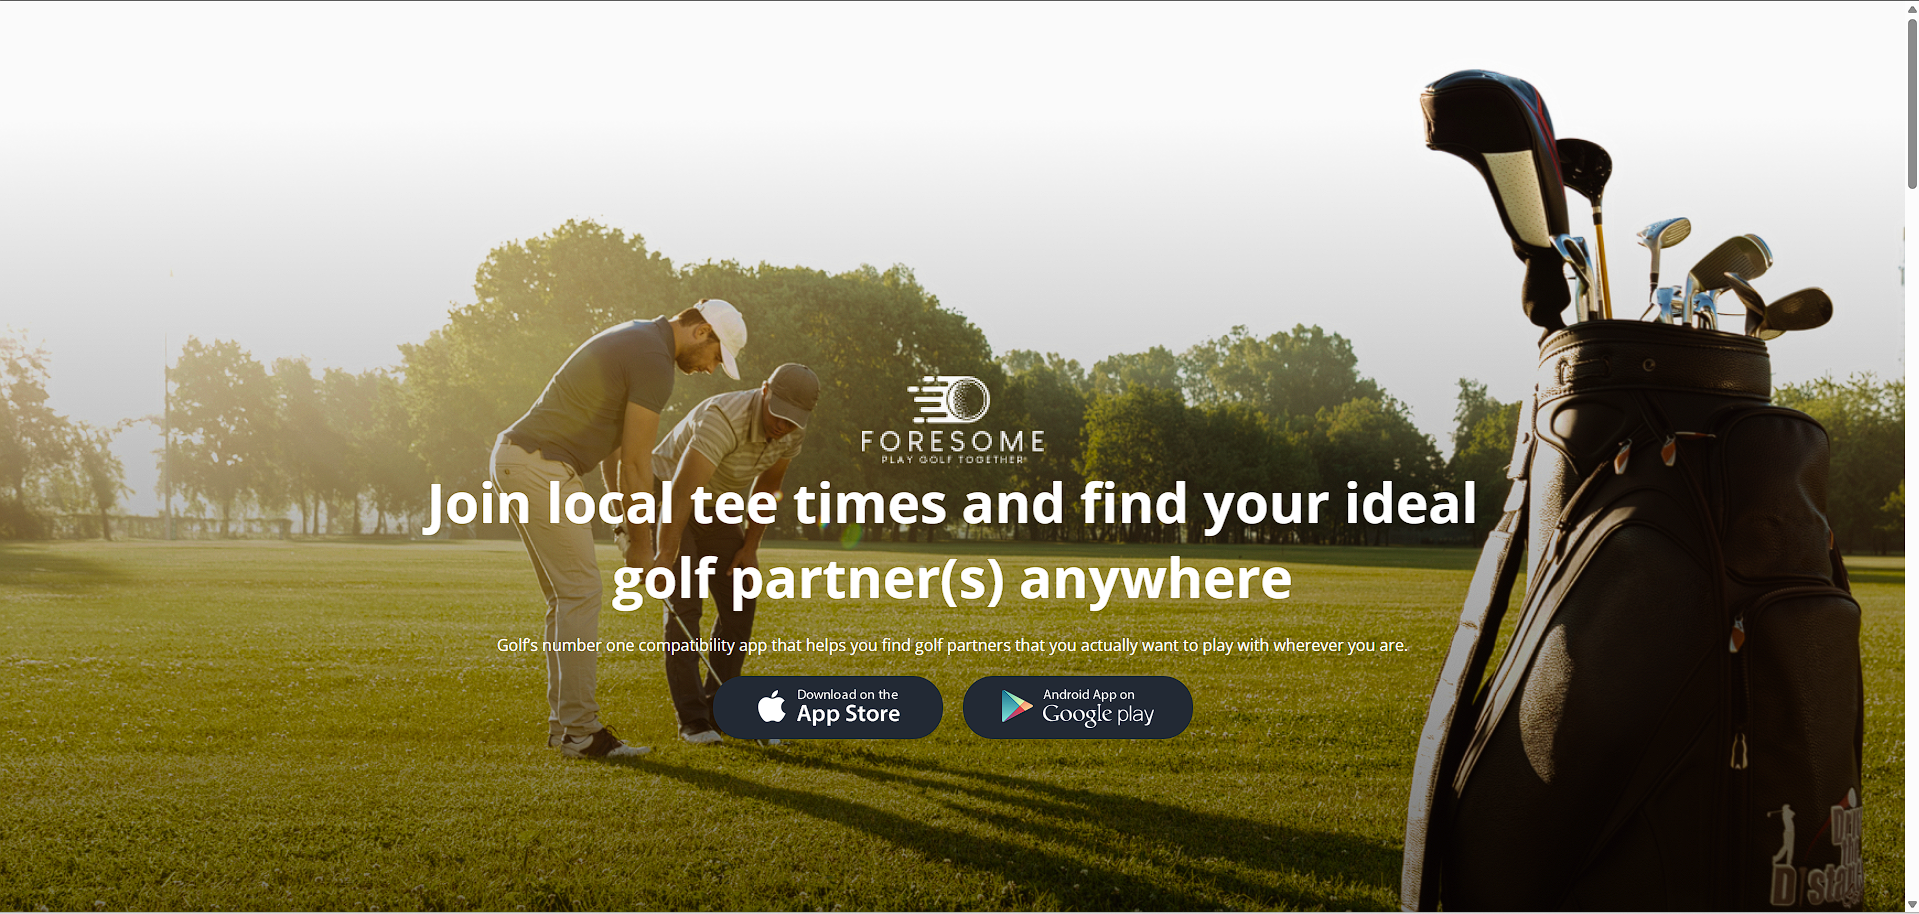 FORESOME
PLAY GOLF TOGETHER
Join local tee times and find your ideal
golf partner(s) anywhere
Golf's number one compatibility app that helps you find golf partners that you actually want to play with wherever you are.
Download on the
App Store
Android App on
Google play